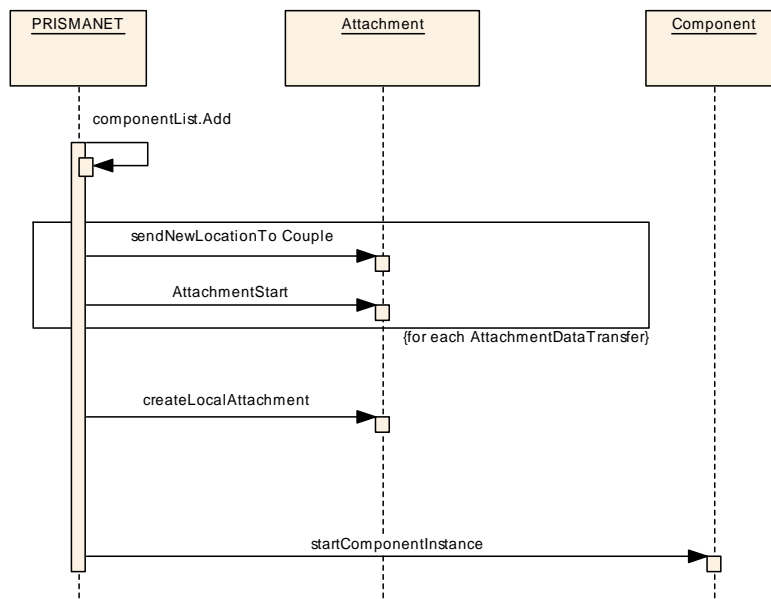 PRISMANET
Attachment
Component
componentList.Add
sendNewLocationTo Couple
AttachmentStart
{for each AttachmentDataTransfer}
createLocalAttachment
startComponentInstance